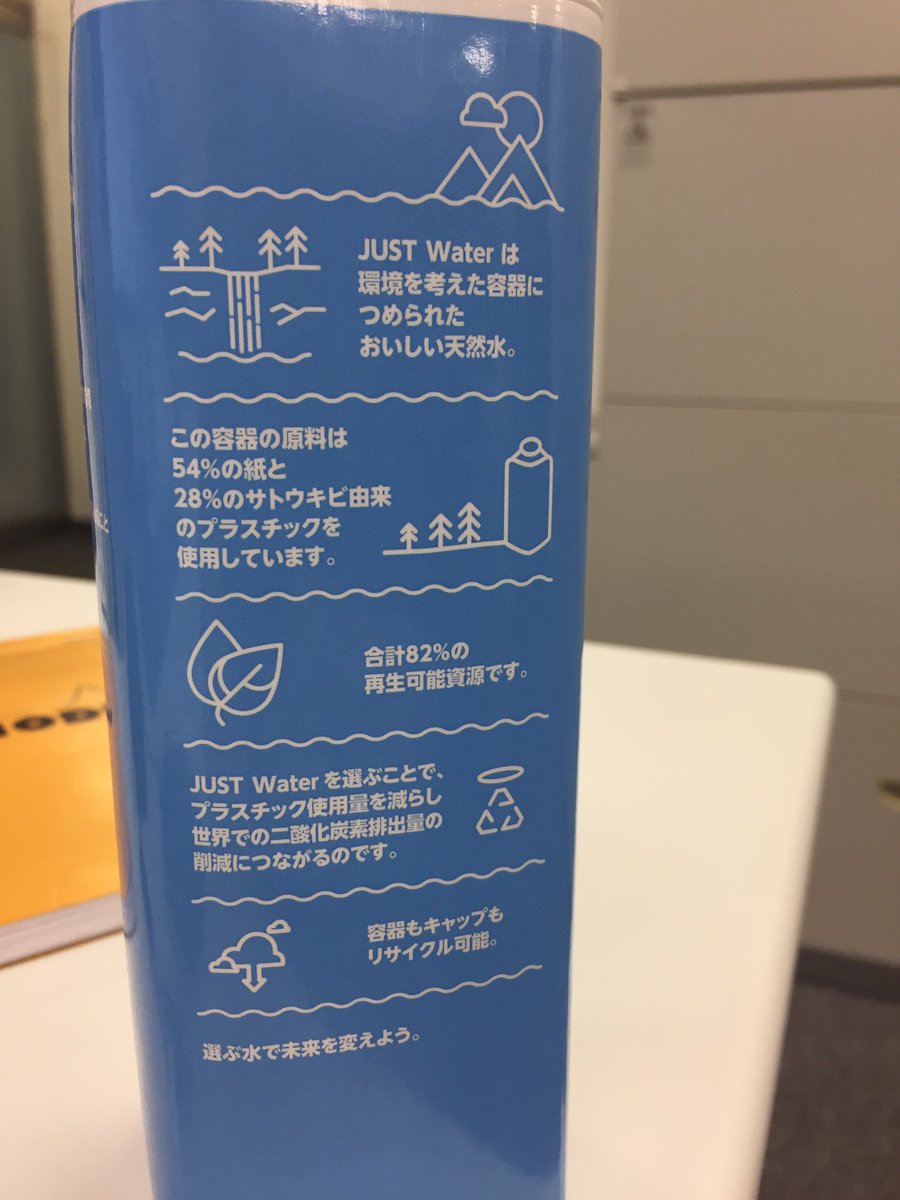 JUST Water は
環境を考えた容器に
つめられた
おいしい天然水。
この容器の原料は
54%の紙と
28%のサトウキビ由来
のプラスチックを
使用しています。
合計82%の
再生可能資源です。
JUST Water を選ぶことで、
プラスチック使用量を減らし
世界での二酸化炭素排出量の
削減につながるのです。
容器もキャップも
リサイクル可能。
選ぶ水で未来を変えよう。